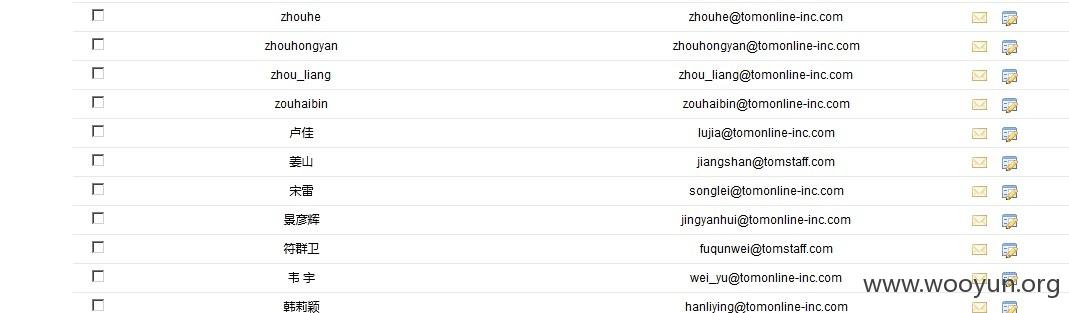 zhouhe zhouhe@tomonline-inc.com
zhouhongyan zhouhongyan@tomonline-inc.com
zhou_liang zhou_liang@tomonline-inc.com
zouhaibin zouhaibin@tomonline-inc.com
卢佳 lujia@tomonline-inc.com
姜山 jiangshan@tomstaff.com
宋雷 songlei@tomonline-inc.com
景彦辉 jingyanhui@tomonline-inc.com
符群卫 fuqunwei@tomstaff.com
韦 宇 wei_yu@tomonline-inc.com
www.wooyun.org
韩莉颖 hanliying@tomonline-inc.com